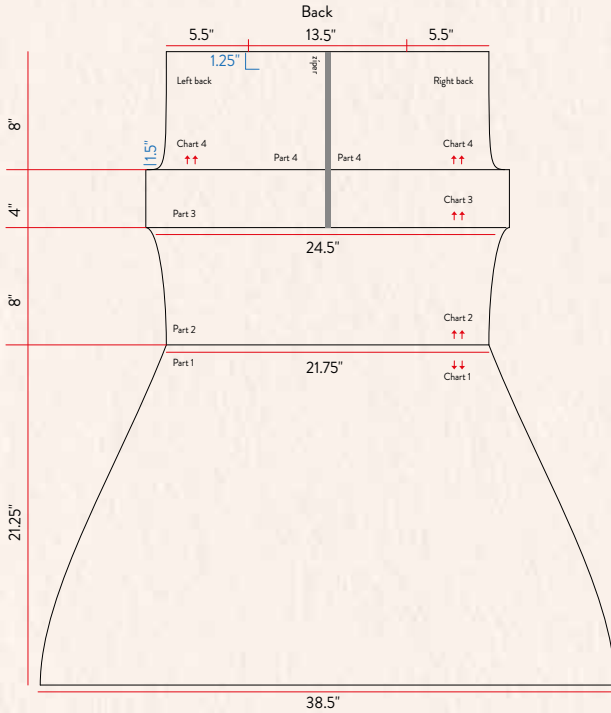 Back
5.5" 13.5" 5.5"
1.25"
ziper
Left back
Right back
8"
1.5"
Chart 4
Part 4
Part 4
Chart 4
4"
Part 3
Chart 3
24.5"
8"
Part 2
Chart 2
Part 1
21.75"
Chart 1
21.25"
38.5"